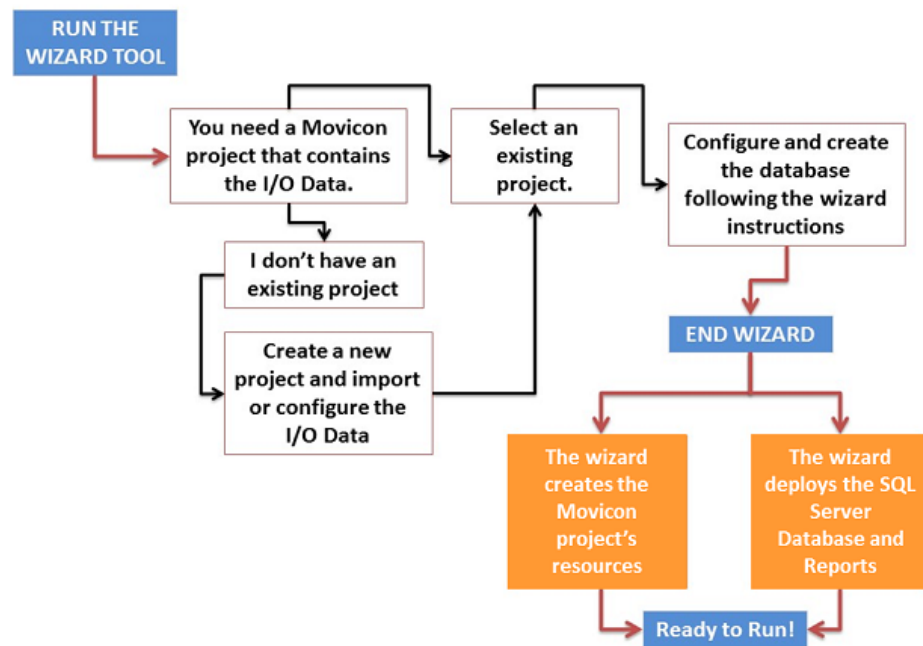 RUN THE
WIZARD TOOL
You need a Movicon
project that contains
the I/O Data.
Select an
existing
project.
Configure and create
the database
following the wizard
instructions
I don't have an
existing project
Create a new
project and import
or configure the
I/O Data
END WIZARD
The wizard
creates the
Movicon
project's
resources
The wizard
deploys the SQL
Server
Database and
Reports
Ready to Run!